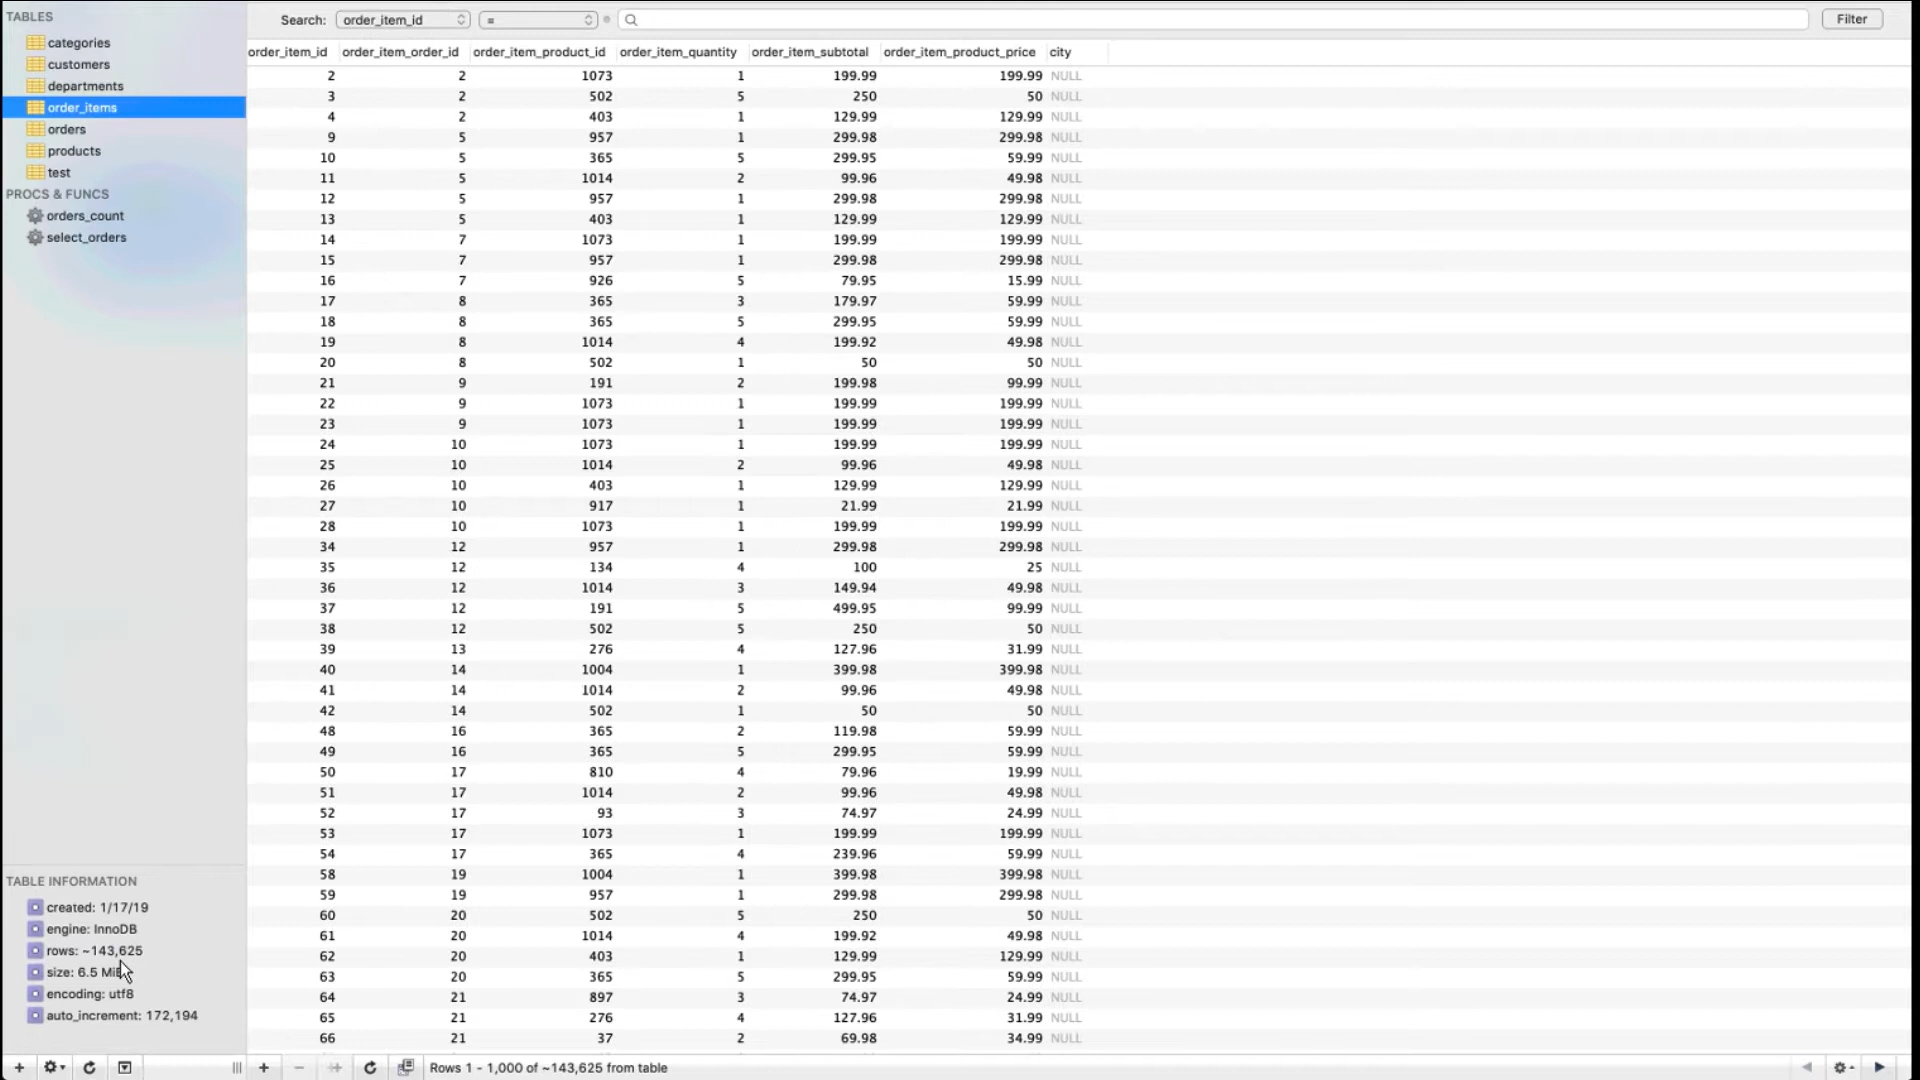 TABLES
categories
customers
departments
order_items
orders
products
test
PROCS & FUNCS
orders_count
select_orders
TABLE INFORMATION
created: 1/17/19
engine: InnoDB
rows: ~143,625
size: 6.5 MiB
encoding: utf8
auto_increment: 172,194
Search: order_item_id = Filter
order_item_id order_item_order_id order_item_product_id order_item_quantity order_item_subtotal order_item_product_price city
2 2 1073 1 199.99 199.99 NULL
3 2 502 5 250 50 NULL
4 2 403 1 129.99 129.99 NULL
9 5 957 1 299.98 299.98 NULL
10 5 365 5 299.95 59.99 NULL
11 5 1014 2 99.96 49.98 NULL
12 5 957 1 299.98 299.98 NULL
13 5 403 1 129.99 129.99 NULL
14 7 1073 1 199.99 199.99 NULL
15 7 957 1 299.98 299.98 NULL
16 7 926 5 79.95 15.99 NULL
17 8 365 3 179.97 59.99 NULL
18 8 365 5 299.95 59.99 NULL
19 8 1014 4 199.92 49.98 NULL
20 8 502 1 50 50 NULL
21 9 191 2 199.98 99.99 NULL
22 9 1073 1 199.99 199.99 NULL
23 9 1073 1 199.99 199.99 NULL
24 10 1073 1 199.99 199.99 NULL
25 10 1014 2 99.96 49.98 NULL
26 10 403 1 129.99 129.99 NULL
27 10 917 1 21.99 21.99 NULL
28 10 1073 1 199.99 199.99 NULL
34 12 957 1 299.98 299.98 NULL
35 12 134 4 100 25 NULL
36 12 1014 3 149.94 49.98 NULL
37 12 191 5 499.95 99.99 NULL
38 12 502 5 250 50 NULL
39 13 276 4 127.96 31.99 NULL
40 14 1004 1 399.98 399.98 NULL
41 14 1014 2 99.96 49.98 NULL
42 14 502 1 50 50 NULL
48 16 365 2 119.98 59.99 NULL
49 16 365 5 299.95 59.99 NULL
50 17 810 4 79.96 19.99 NULL
51 17 1014 2 99.96 49.98 NULL
52 17 93 3 74.97 24.99 NULL
53 17 1073 1 199.99 199.99 NULL
54 17 365 4 239.96 59.99 NULL
58 19 1004 1 399.98 399.98 NULL
59 19 957 1 299.98 299.98 NULL
60 20 502 5 250 50 NULL
61 20 1014 4 199.92 49.98 NULL
62 20 403 1 129.99 129.99 NULL
63 20 365 5 299.95 59.99 NULL
64 21 897 3 74.97 24.99 NULL
65 21 276 4 127.96 31.99 NULL
66 21 37 2 69.98 34.99 NULL
Rows 1 - 1,000 of ~143,625 from table